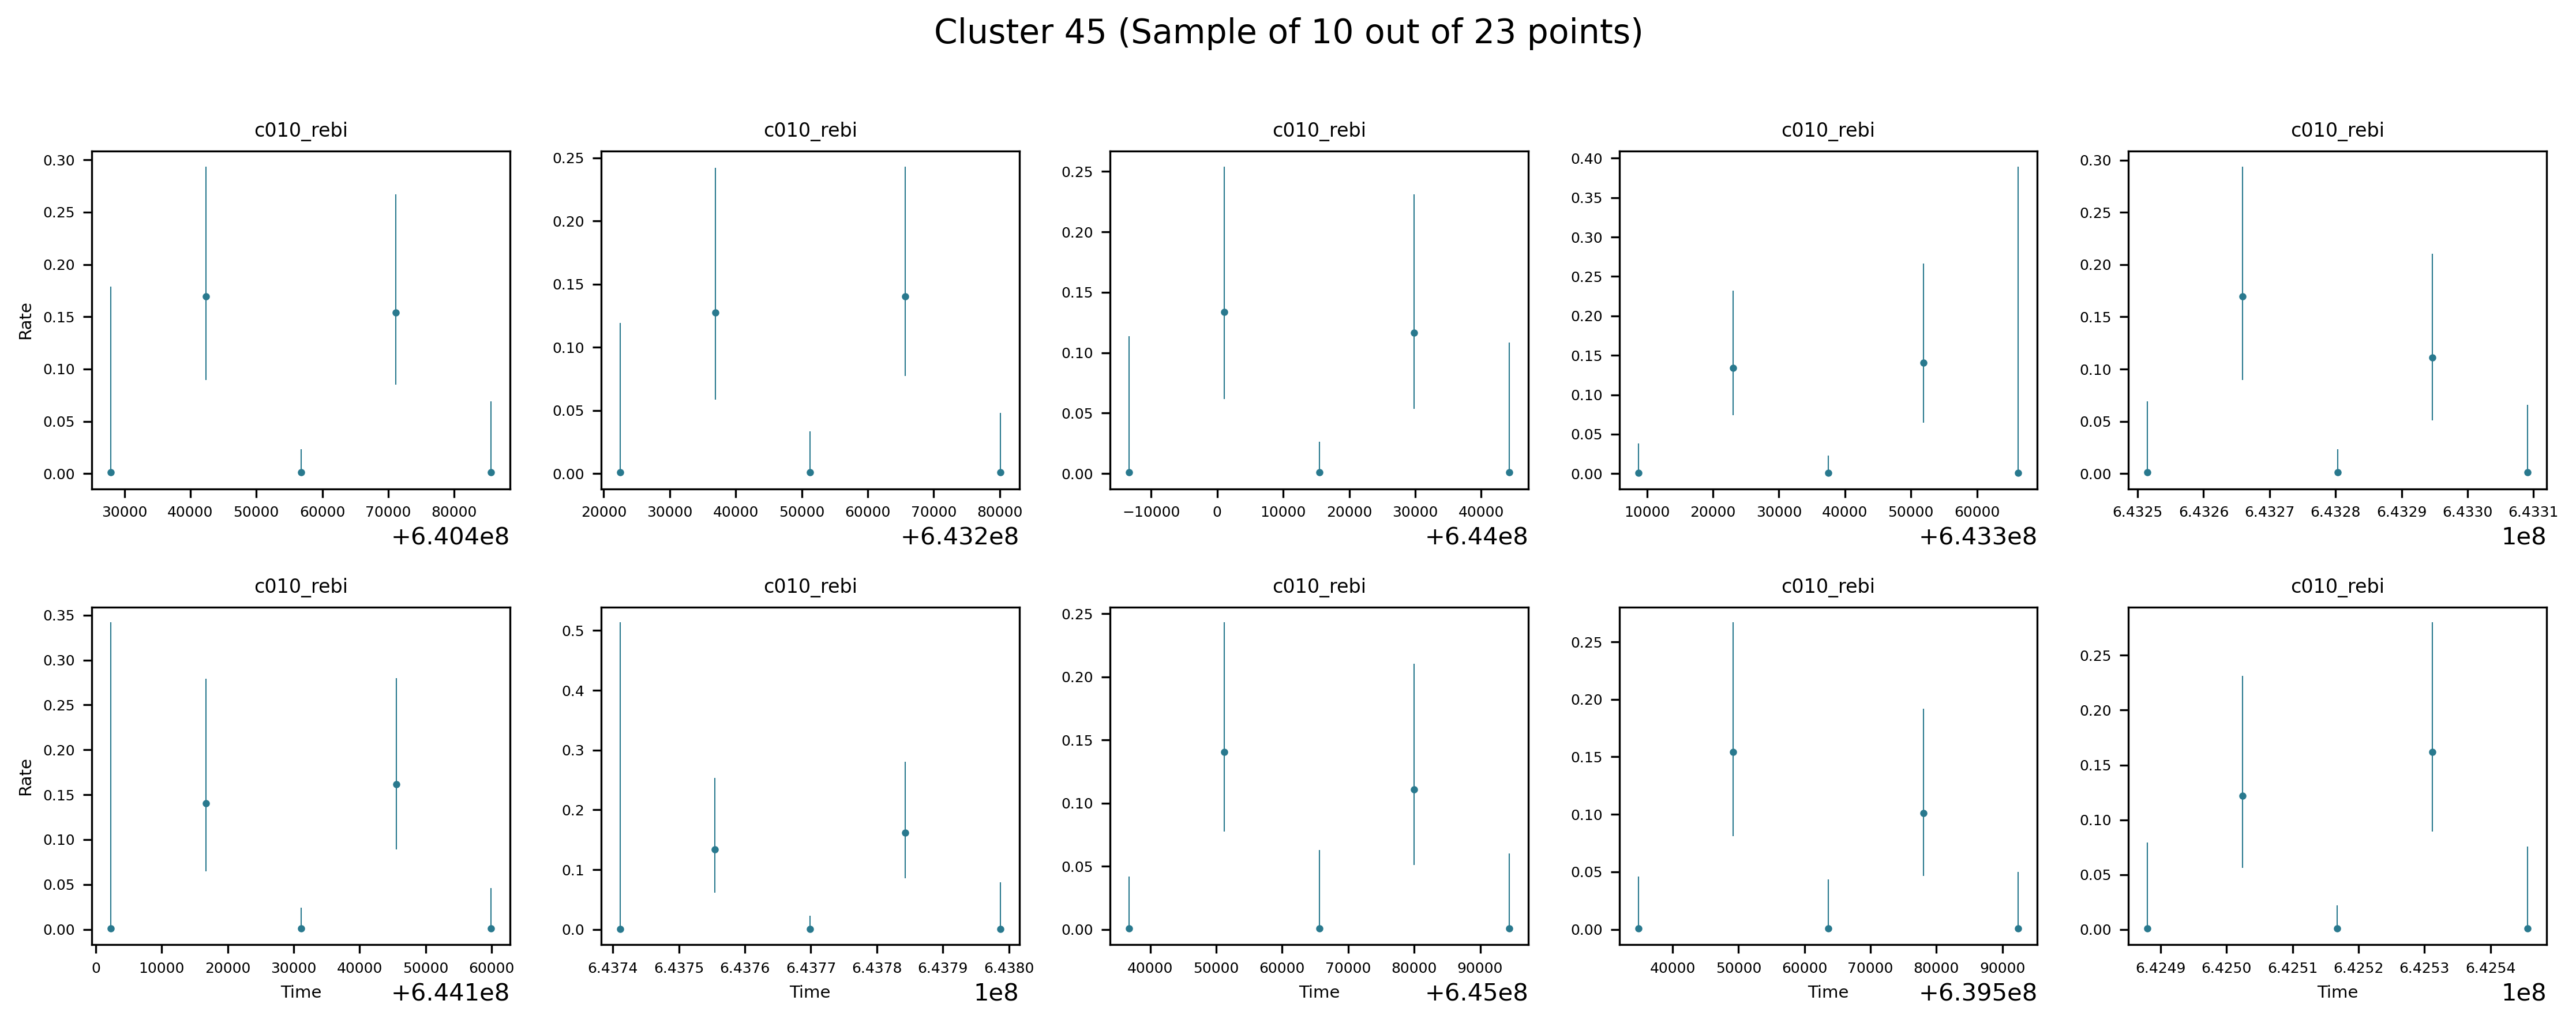 Cluster 45 (Sample of 10 out of 23 points)
c010_rebi c010_rebi c010_rebi c010_rebi c010_rebi
Rate
0.30 0.25 0.20 0.15 0.10 0.05 0.00
30000 40000 50000 60000 70000 80000
+6.404e8
0.25 0.20 0.15 0.10 0.05 0.00
20000 30000 40000 50000 60000 70000 80000
+6.432e8
0.25 0.20 0.15 0.10 0.05 0.00
−10000 0 10000 20000 30000 40000
+6.44e8
0.40 0.35 0.30 0.25 0.20 0.15 0.10 0.05 0.00
10000 20000 30000 40000 50000 60000
+6.433e8
0.30 0.25 0.20 0.15 0.10 0.05 0.00
6.4325 6.4326 6.4327 6.4328 6.4329 6.4330 6.4331
1e8
c010_rebi c010_rebi c010_rebi c010_rebi c010_rebi
Rate
0.35 0.30 0.25 0.20 0.15 0.10 0.05 0.00
0 10000 20000 30000 40000 50000 60000
Time +6.441e8
0.5 0.4 0.3 0.2 0.1 0.0
6.4374 6.4375 6.4376 6.4377 6.4378 6.4379 6.4380
Time 1e8
0.25 0.20 0.15 0.10 0.05 0.00
40000 50000 60000 70000 80000 90000
Time +6.45e8
0.25 0.20 0.15 0.10 0.05 0.00
40000 50000 60000 70000 80000 90000
Time +6.395e8
0.25 0.20 0.15 0.10 0.05 0.00
6.4249 6.4250 6.4251 6.4252 6.4253 6.4254
Time 1e8